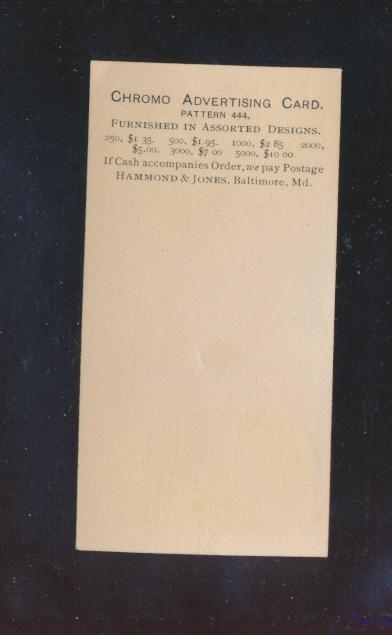 CHROMO ADVERTISING CARD.
PATTERN 444.
FURNISHED IN ASSORTED DESIGNS.
250, $1 35. 500, $1.95. 1000, $2 85 2000,
$5.00. 3000, $7 00 5000, $10 00
If Cash accompanies Order, we pay Postage
HAMMOND & JONES, Baltimore, Md.